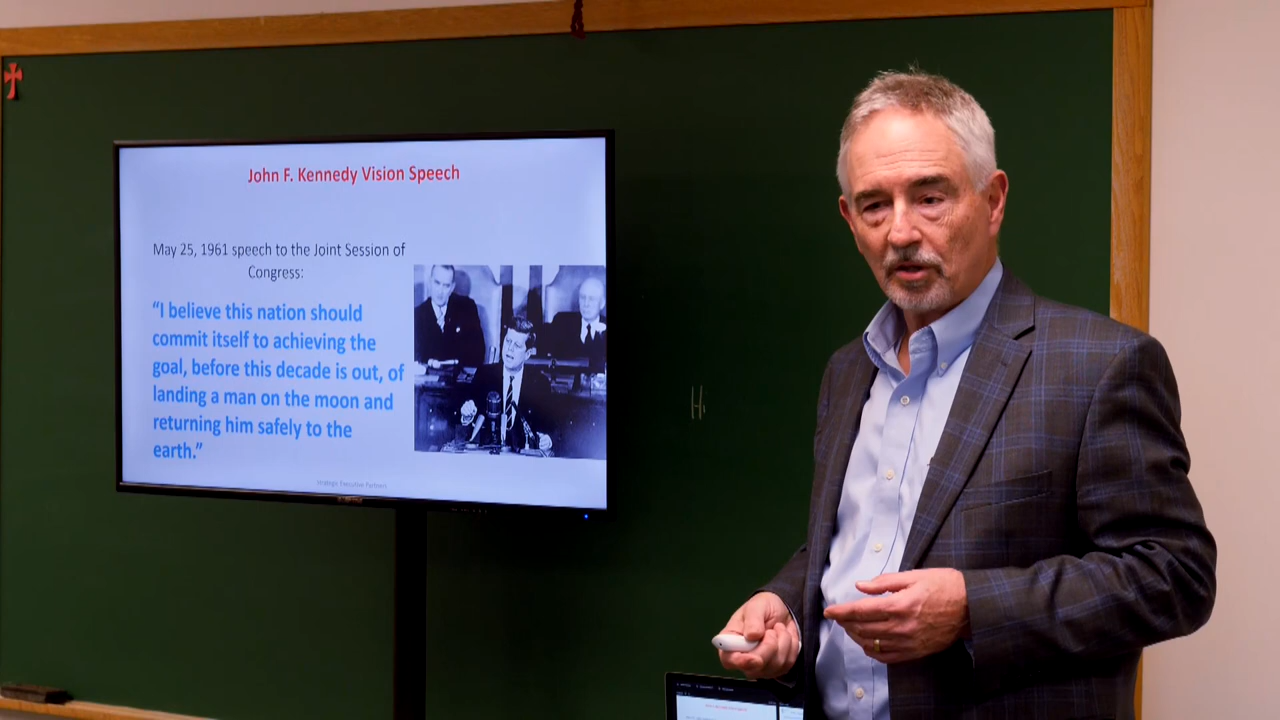 John F. Kennedy Vision Speech
May 25, 1961 speech to the Joint Session of
Congress:
“I believe this nation should
commit itself to achieving the
goal, before this decade is out, of
landing a man on the moon and
returning him safely to the
earth.”
Strategic Executive Partners
Hi